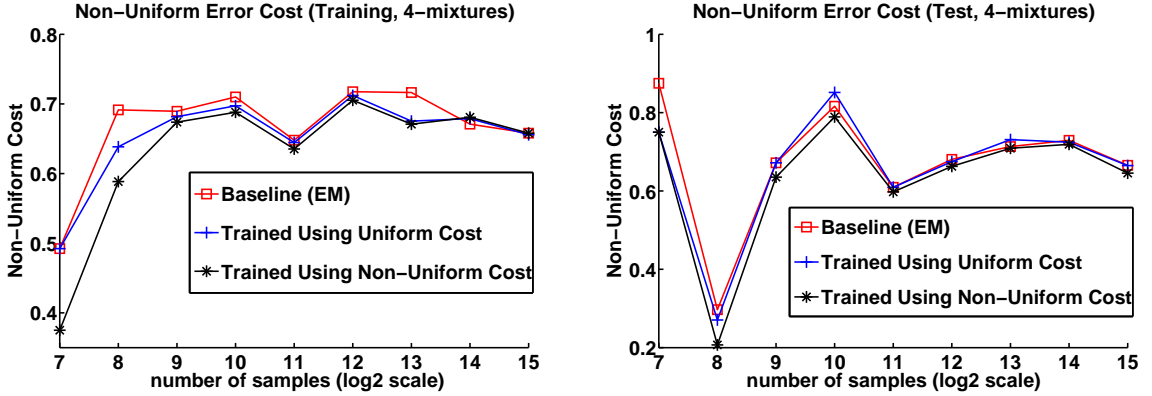 Non−Uniform Error Cost (Training, 4−mixtures)
0.8
0.7
0.6
0.5
0.4
Non−Uniform Cost
Baseline (EM)
Trained Using Uniform Cost
Trained Using Non−Uniform Cost
7 8 9 10 11 12 13 14 15
number of samples (log2 scale)
Non−Uniform Error Cost (Test, 4−mixtures)
1
0.8
0.6
0.4
0.2
Non−Uniform Cost
Baseline (EM)
Trained Using Uniform Cost
Trained Using Non−Uniform Cost
7 8 9 10 11 12 13 14 15
number of samples (log2 scale)